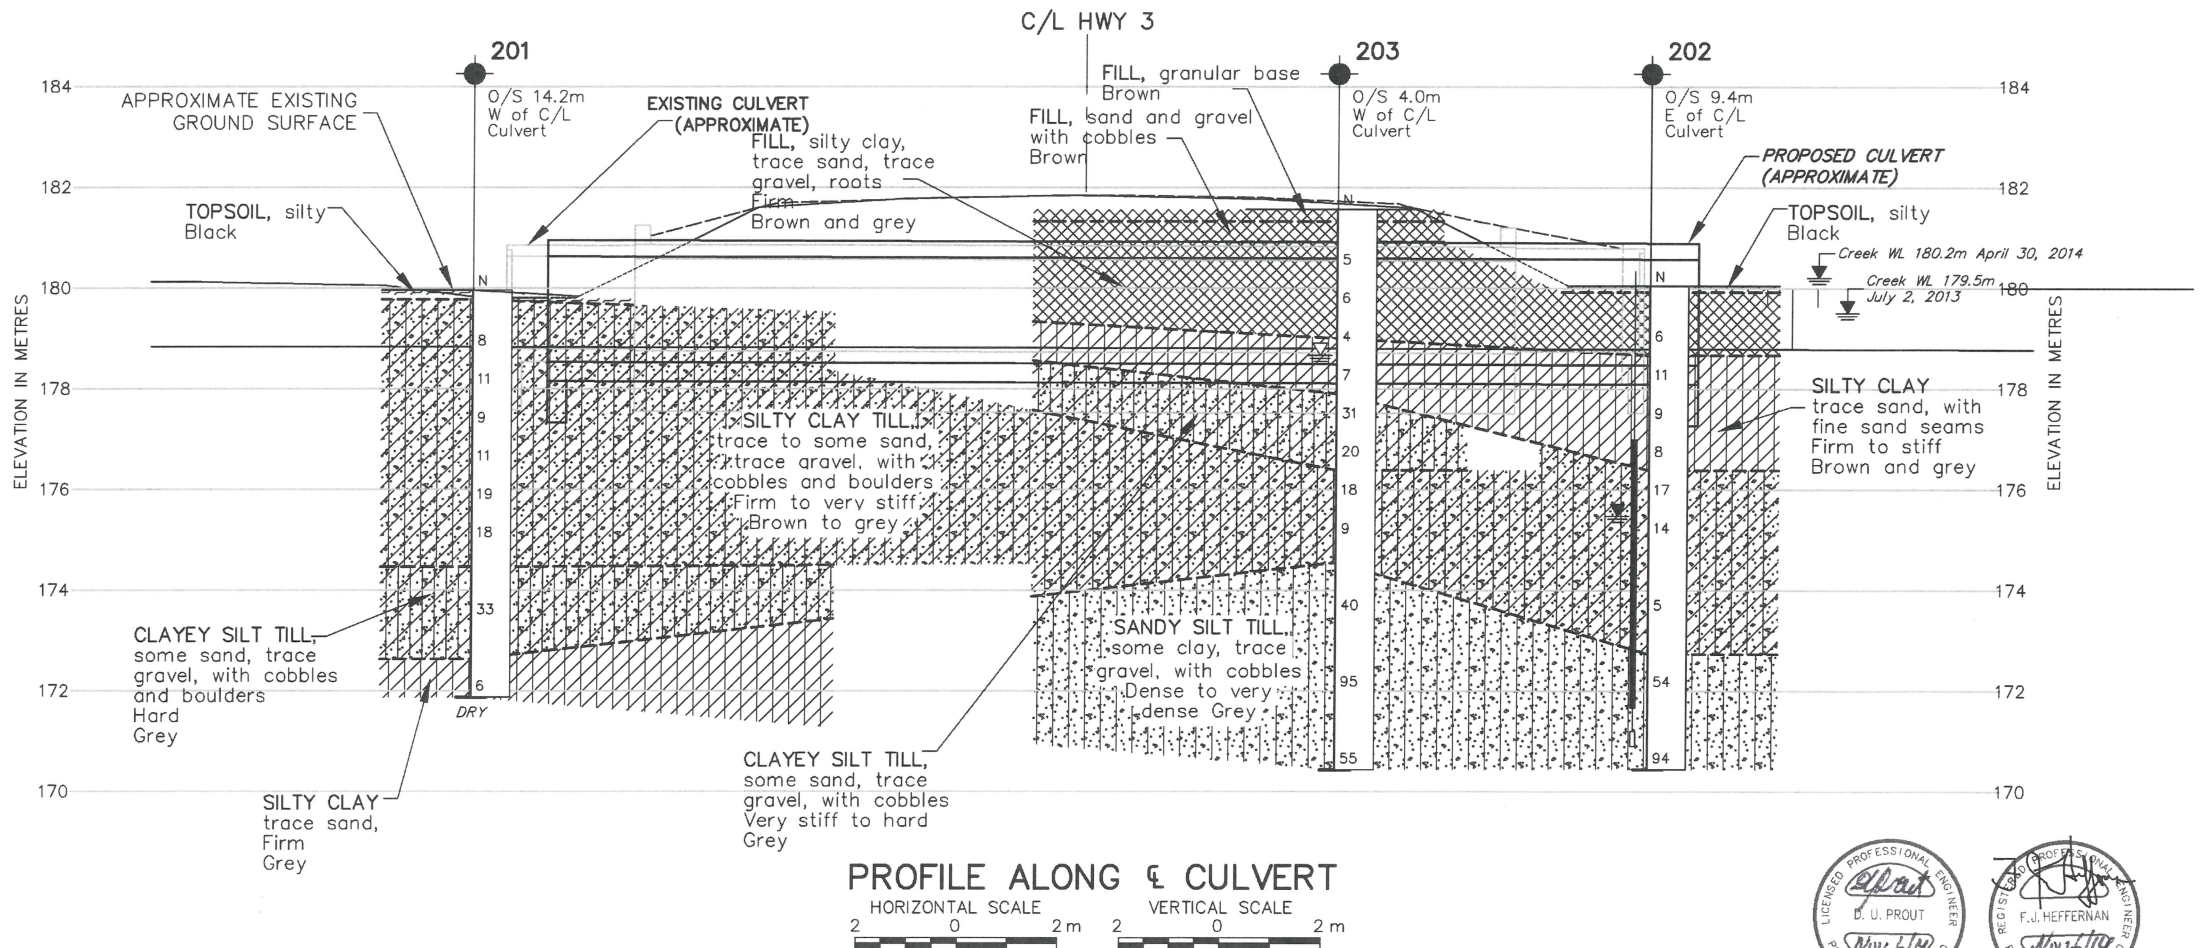 C/L HWY 3
201
203
202
184
APPROXIMATE EXISTING
GROUND SURFACE
O/S 14.2m
W of C/L
Culvert
EXISTING CULVERT
(APPROXIMATE)
FILL, silty clay,
trace sand, trace
gravel, roots
Firm
Brown and grey
FILL, granular base
Brown
FILL, sand and gravel
with cobbles
Brown
O/S 4.0m
W of C/L
Culvert
O/S 9.4m
E of C/L
Culvert
184
PROPOSED CULVERT
(APPROXIMATE)
182
182
TOPSOIL, silty
Black
TOPSOIL, silty
Black
Creek WL 180.2m April 30, 2014
Creek WL 179.5m
July 2, 2013
180
180
ELEVATION IN METRES
ELEVATION IN METRES
N
8
11
9
11
19
18
33
6
DRY
N
5
6
4
7
31
20
18
9
40
95
55
N
6
11
9
8
17
14
5
54
94
178
178
SILTY CLAY TILL,
trace to some sand,
trace gravel, with
cobbles and boulders
Firm to very stiff
Brown to grey
SILTY CLAY
trace sand, with
fine sand seams
Firm to stiff
Brown and grey
176
176
174
174
CLAYEY SILT TILL,
some sand, trace
gravel, with cobbles
and boulders
Hard
Grey
SANDY SILT TILL,
some clay, trace
gravel, with cobbles
Dense to very
dense Grey
172
172
CLAYEY SILT TILL,
some sand, trace
gravel, with cobbles
Very stiff to hard
Grey
170
170
SILTY CLAY
trace sand,
Firm
Grey
PROFILE ALONG ℄ CULVERT
HORIZONTAL SCALE
2 0 2 m
VERTICAL SCALE
2 0 2 m
LICENSED PROFESSIONAL ENGINEER
D. U. PROUT
REGISTERED PROFESSIONAL ENGINEER
F.J. HEFFERNAN